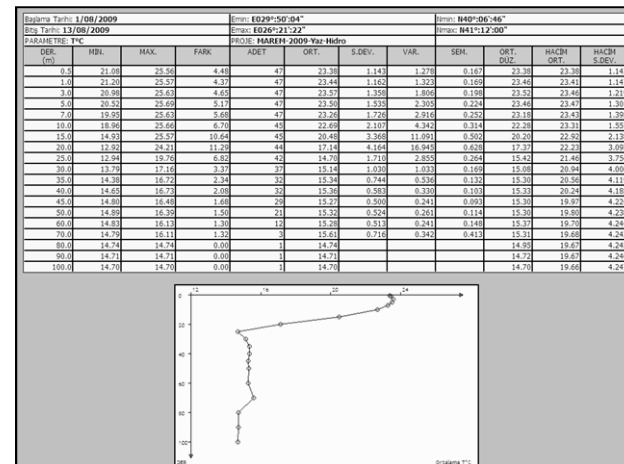 Başlama Tarihi: 1/08/2009 Emin: E029°:50':04" Nmin: N40°:06':46"
Bitiş Tarihi: 13/08/2009 Emax: E026°:21':22" Nmax: N41°:12':00"
PARAMETRE: T°C PROJE: MAREM-2009-Yaz-Hidro
DER. (m) MIN. MAX. FARK ADET ORT. S.DEV. VAR. SEM. ORT. DÜZ. HACİM ORT. HACİM S.DEV.
0.5 21.08 25.56 4.48 47 23.38 1.143 1.278 0.167 23.38 23.38 1.14
1.0 21.20 25.57 4.37 47 23.44 1.162 1.323 0.169 23.46 23.41 1.14
3.0 20.98 25.63 4.65 47 23.57 1.358 1.806 0.198 23.52 23.46 1.21
5.0 20.52 25.69 5.17 47 23.50 1.535 2.305 0.224 23.46 23.47 1.30
7.0 19.95 25.63 5.68 47 23.26 1.726 2.916 0.252 23.18 23.43 1.39
10.0 18.96 25.66 6.70 45 22.69 2.107 4.342 0.314 22.28 23.31 1.55
15.0 14.93 25.57 10.64 45 20.48 3.368 11.091 0.502 20.20 22.92 2.13
20.0 12.92 24.21 11.29 44 17.14 4.164 16.945 0.628 17.37 22.23 3.09
25.0 12.94 19.76 6.82 42 14.70 1.710 2.855 0.264 15.42 21.46 3.75
30.0 13.79 17.16 3.37 37 15.14 1.030 1.033 0.169 15.08 20.94 4.00
35.0 14.38 16.72 2.34 32 15.34 0.744 0.536 0.132 15.30 20.56 4.11
40.0 14.65 16.73 2.08 32 15.36 0.583 0.330 0.103 15.33 20.24 4.18
45.0 14.80 16.48 1.68 29 15.27 0.500 0.241 0.093 15.30 19.97 4.22
50.0 14.89 16.39 1.50 21 15.32 0.524 0.261 0.114 15.30 19.80 4.23
60.0 14.83 16.13 1.30 12 15.28 0.513 0.241 0.148 15.37 19.70 4.24
70.0 14.79 16.11 1.32 3 15.61 0.716 0.342 0.413 15.31 19.68 4.24
80.0 14.74 14.74 0.00 1 14.74 14.95 19.67 4.24
90.0 14.71 14.71 0.00 1 14.71 14.72 19.67 4.24
100.0 14.70 14.70 0.00 1 14.70 14.70 19.66 4.24
12 16 20 24
0
20
40
60
80
100
DER Ortalama T°C